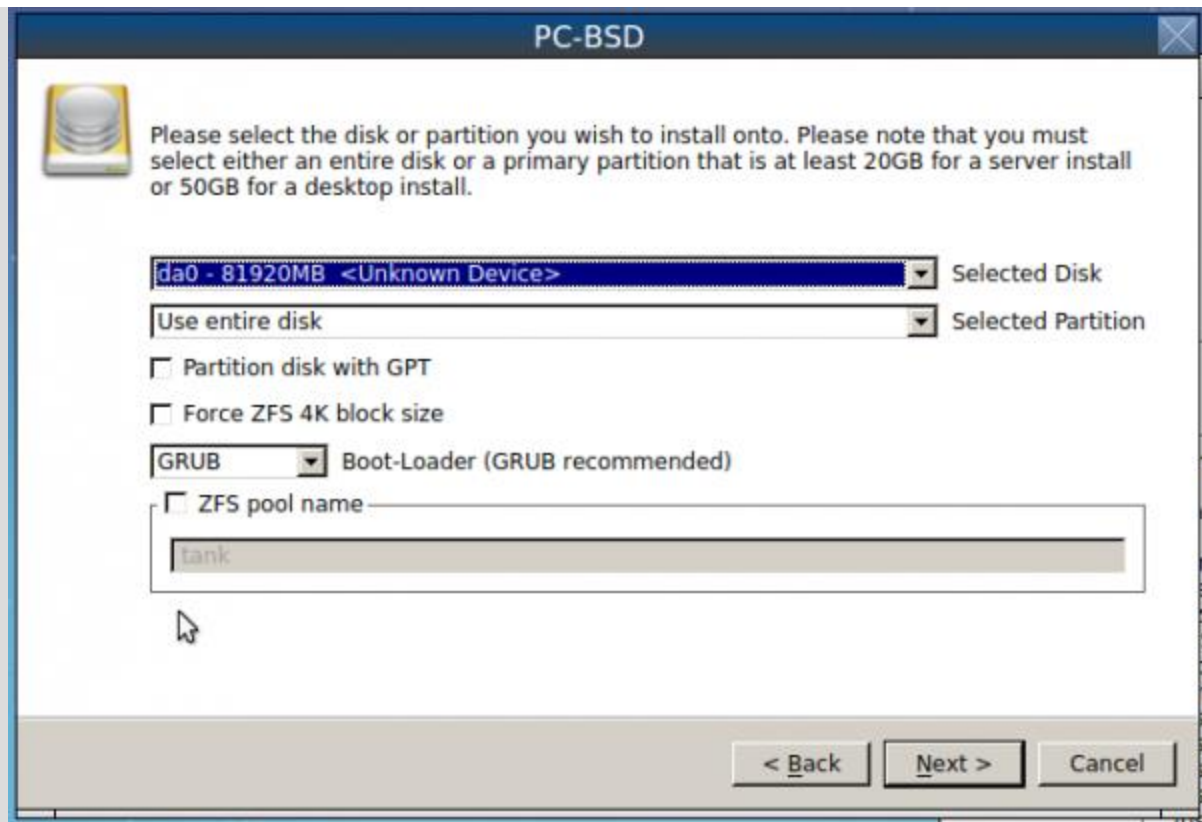 PC-BSD
Please select the disk or partition you wish to install onto. Please note that you must
select either an entire disk or a primary partition that is at least 20GB for a server install
or 50GB for a desktop install.
da0 - 81920MB <Unknown Device>
Selected Disk
Use entire disk
Selected Partition
Partition disk with GPT
Force ZFS 4K block size
GRUB
Boot-Loader (GRUB recommended)
ZFS pool name
tank
< Back
Next >
Cancel